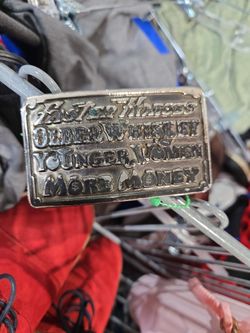 Faster Horses
Older Whiskey
Younger Women
More Money